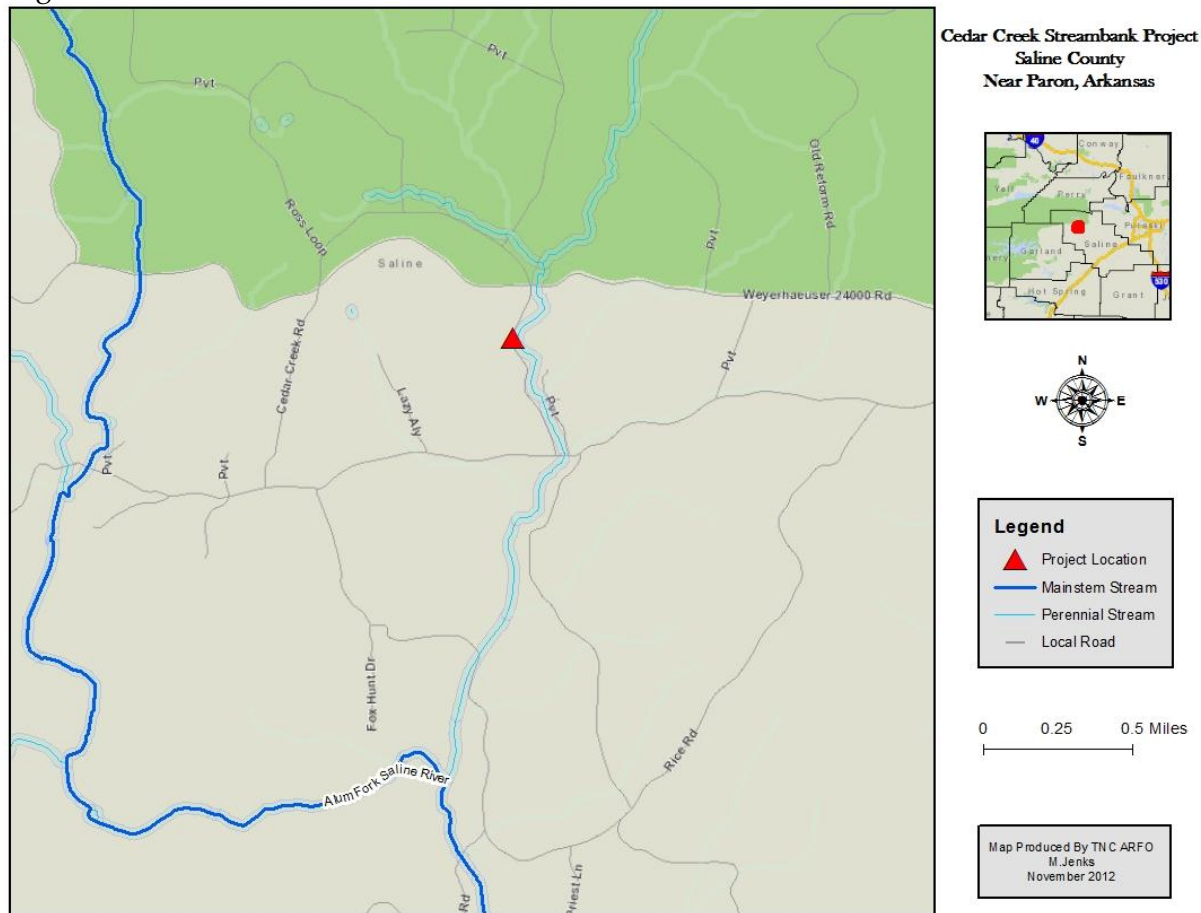 Cedar Creek Streambank Project
Saline County
Near Paron, Arkansas
Pvt
Pvt
Old Reform Rd
Ross Loop
Pvt
Saline
Weyerhaeuser 24000 Rd
Cedar Creek Rd
Lazy Aly
Pvt
Pvt
Pvt
Pvt
Fox Hunt Dr
Rice Rd
Alum Fork Saline River
Rd
Priest Ln
40
Conway
Faulkner
Yell
Perry
Pulaski
Garland
Saline
Hot Spring
Grant
530
N
W
E
S
Legend
Project Location
Mainstem Stream
Perennial Stream
Local Road
0 0.25 0.5 Miles
Map Produced By TNC ARFO
M.Jenks
November 2012